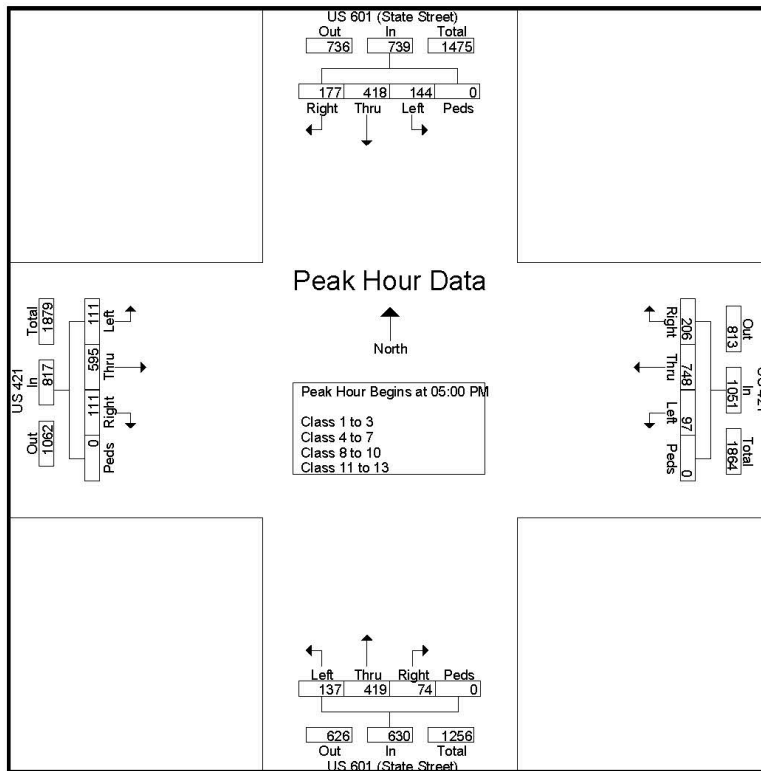 US 601 (State Street)
Out In Total
736 739 1475
177 418 144 0
Right Thru Left Peds
Peak Hour Data
North
Peak Hour Begins at 05:00 PM
Class 1 to 3
Class 4 to 7
Class 8 to 10
Class 11 to 13
US 421
Out In Total
1062 817 1879
0 111 595 111
Peds Right Thru Left
US 421
Out In Total
813 1051 1864
206 748 97 0
Right Thru Left Peds
Left Thru Right Peds
137 419 74 0
626 630 1256
Out In Total
US 601 (State Street)